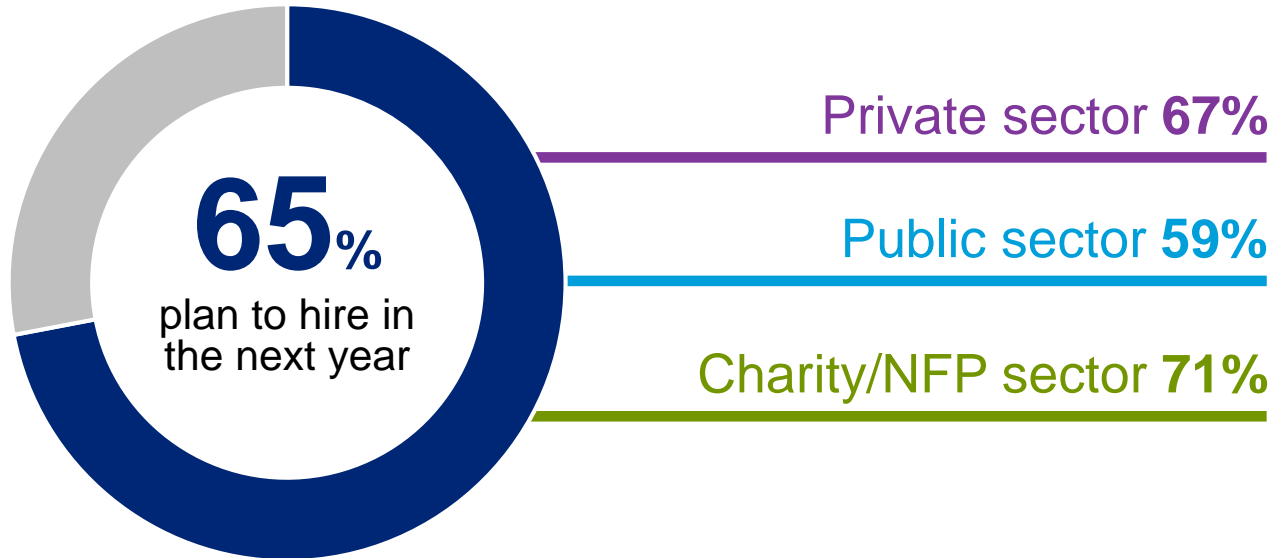 65%
plan to hire in
the next year
Private sector 67%
Public sector 59%
Charity/NFP sector 71%